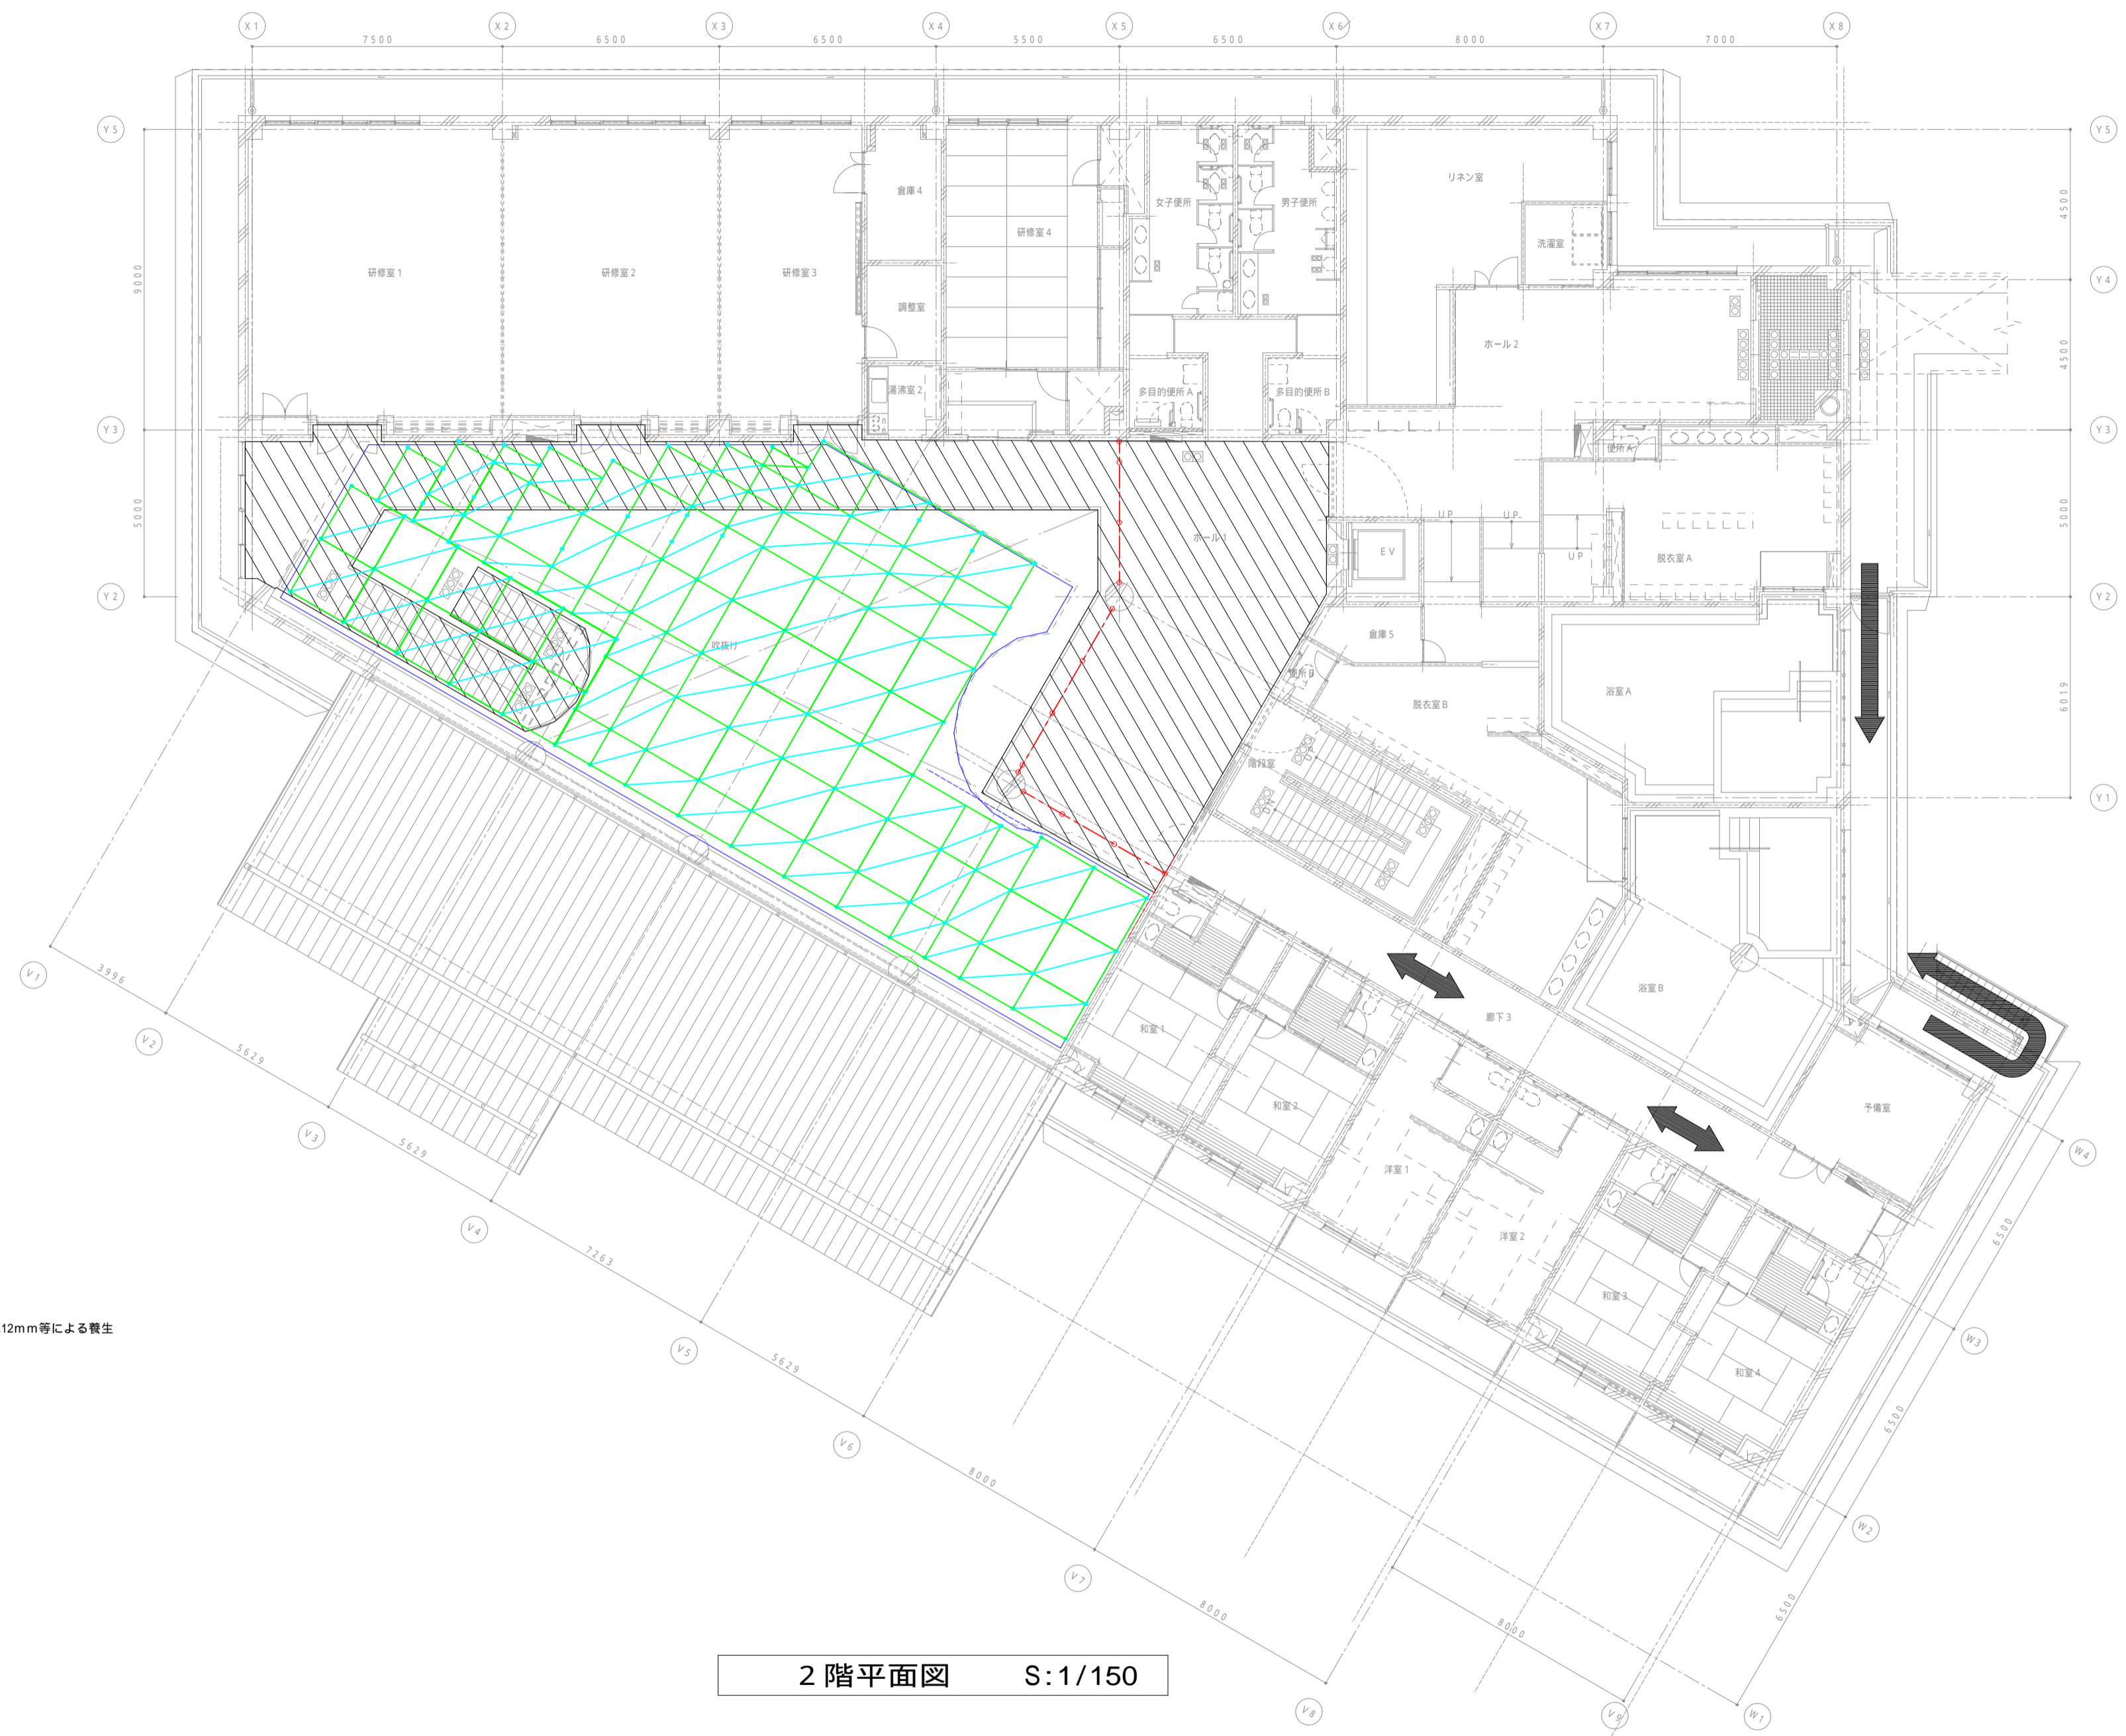 X1 X2 X3 X4 X5 X6 X7 X8
7500 6500 6500 5500 6500 8000 7000
Y5 Y5
倉庫4
女子便所 男子便所
リネン室
4500
研修室4
洗濯室
研修室1 研修室2 研修室3
9000
Y4
調整室
ホール2
4500
湯沸室2
多目的便所A 多目的便所B
Y3 Y3
便所A
5000 5000
UP UP
ホール1
EV
UP
脱衣室A
Y2 Y2
倉庫5
吹抜け
便所B
浴室A
脱衣室B
6019
階段室
UP
DN
Y1
V1
3996
浴室B
和室1
廊下3
V2
5629
和室2
予備室
V3
W4
5629
洋室1
V4
洋室2
6500
7263
和室3
12mm等による養生
W3
V5
5629
和室4
6500
V6
8000
W2
V7
8000
6500
8000
２階平面図 S:1/150
V8 V9 W1